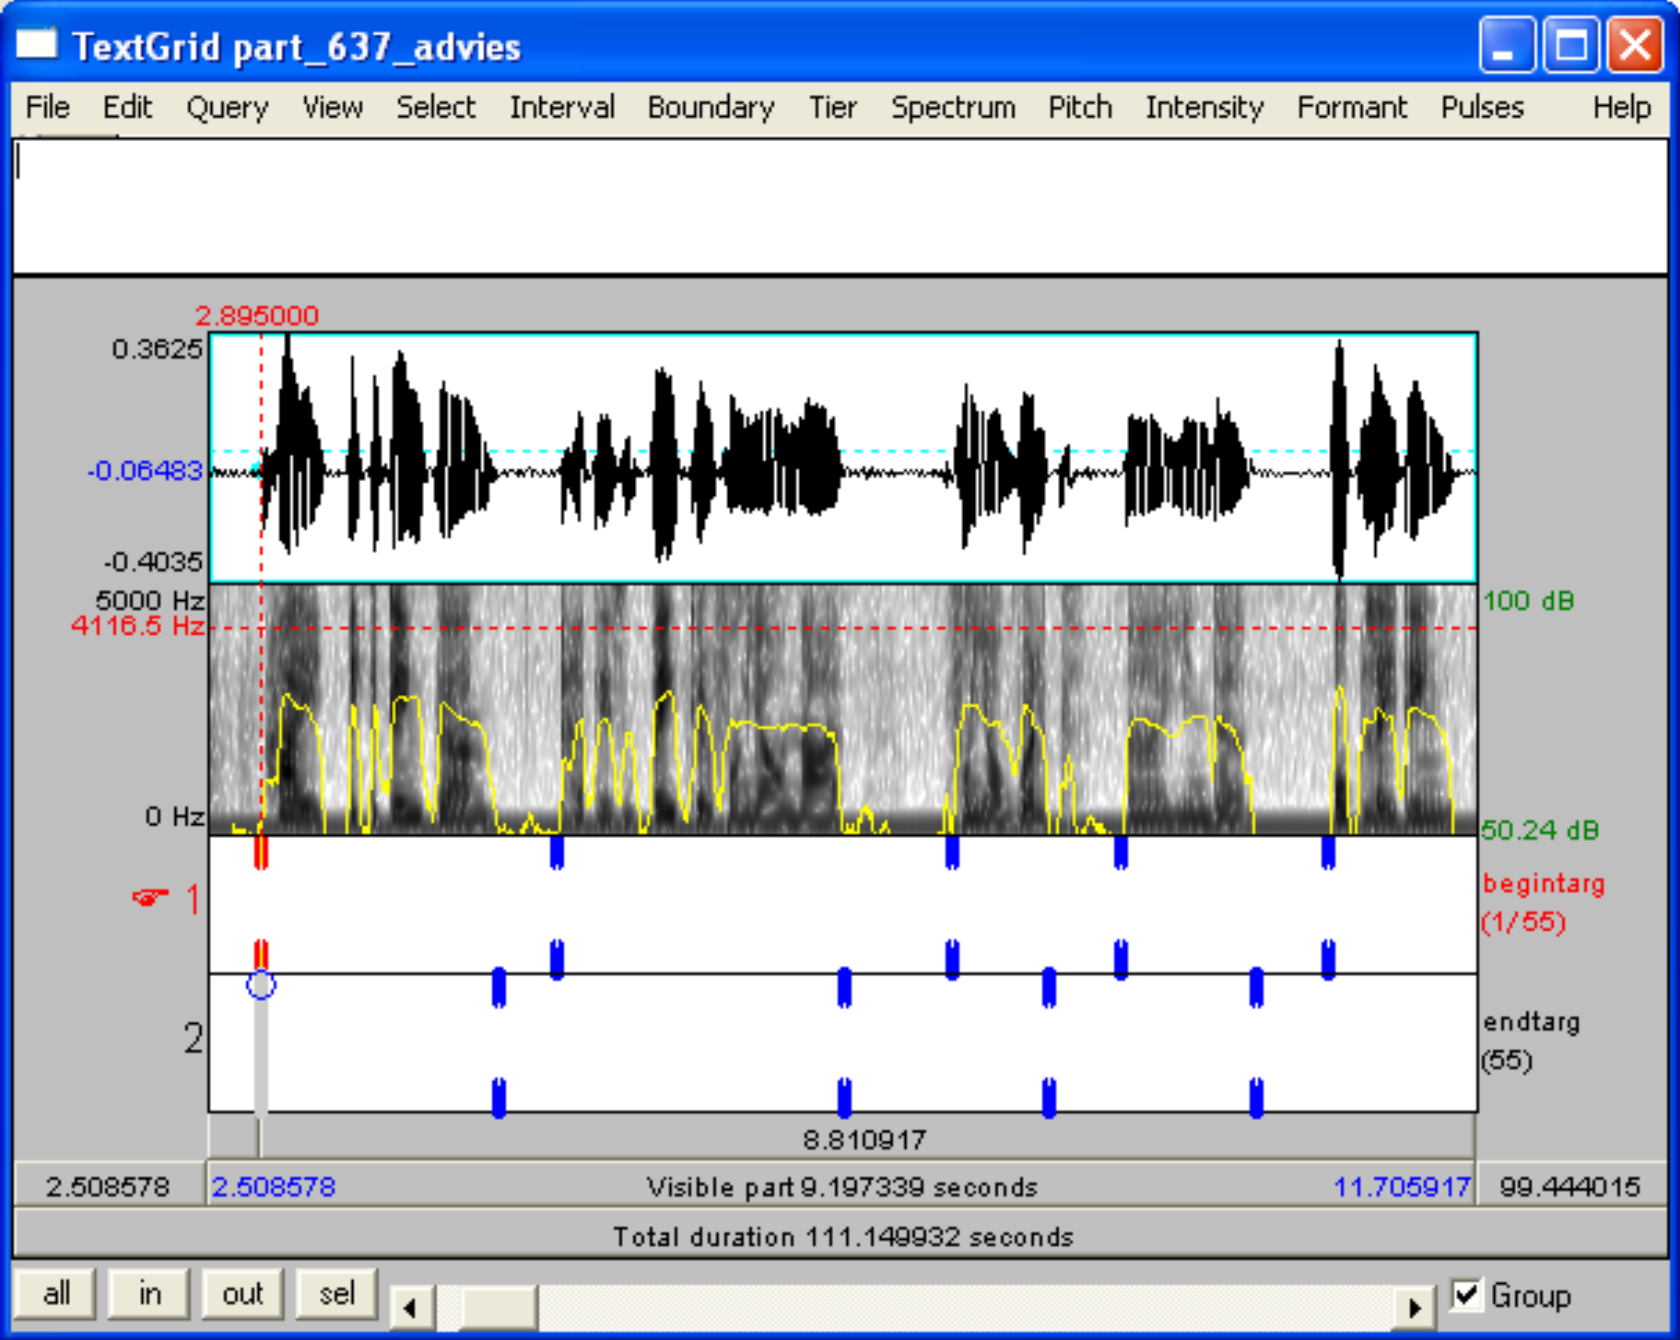 TextGrid part_637_advies
File Edit Query View Select Interval Boundary Tier Spectrum Pitch Intensity Formant Pulses Help
2.895000
0.3625
-0.06483
-0.4035
5000 Hz 100 dB
4116.5 Hz
0 Hz
50.24 dB
1 begintarg
(1/55)
2 endtarg
(55)
8.810917
2.508578 2.508578 Visible part 9.197339 seconds 11.705917 99.444015
Total duration 111.149932 seconds
all in out sel Group